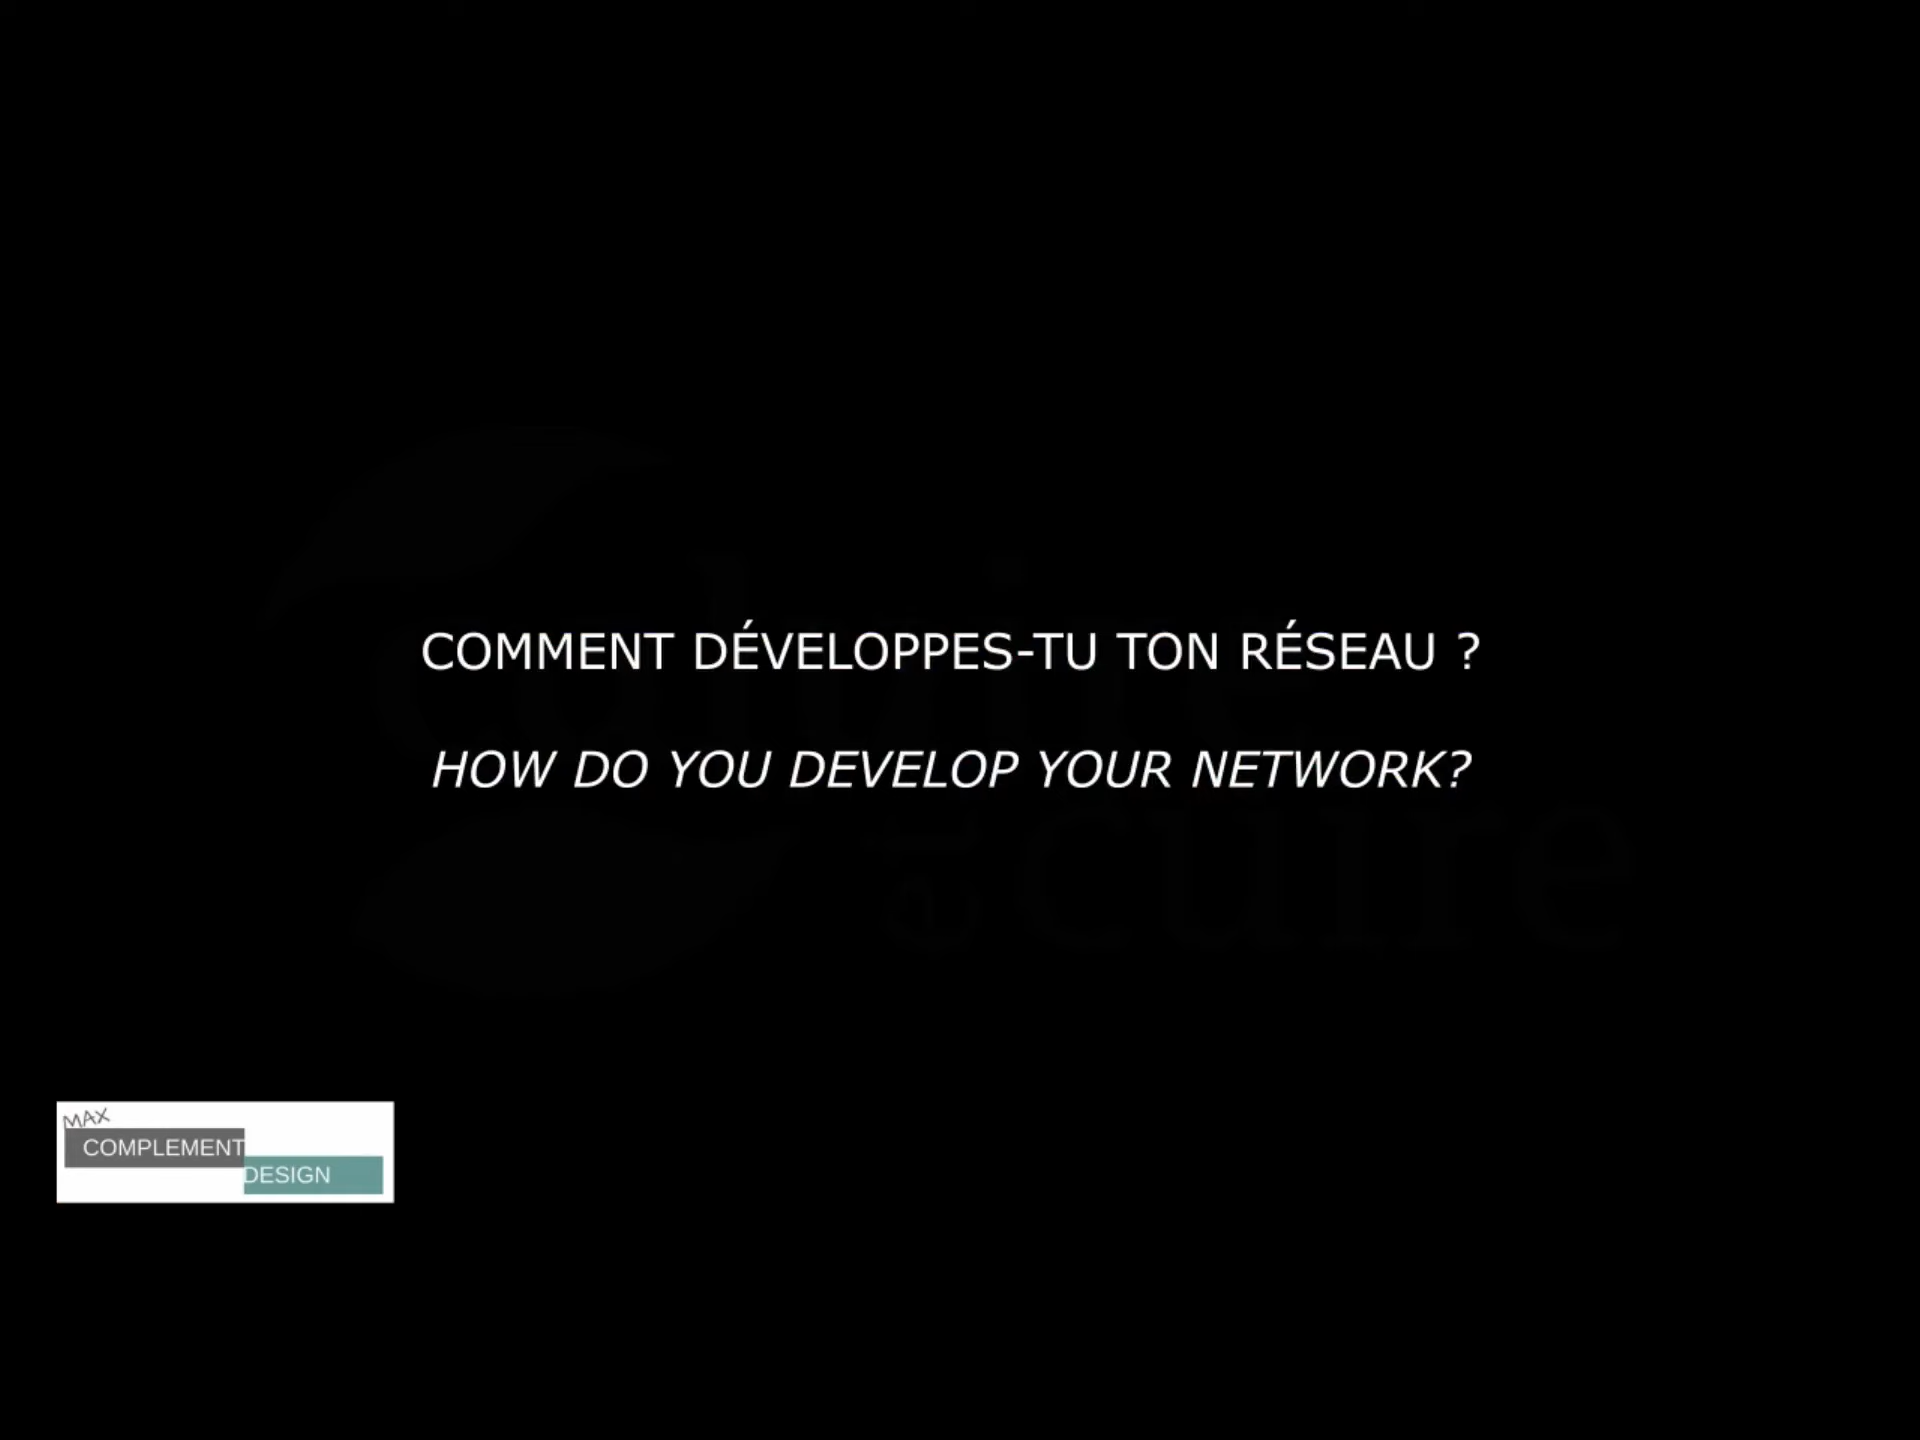 COMMENT DÉVELOPPES-TU TON RÉSEAU ?
HOW DO YOU DEVELOP YOUR NETWORK?
MAX
COMPLEMENT
DESIGN